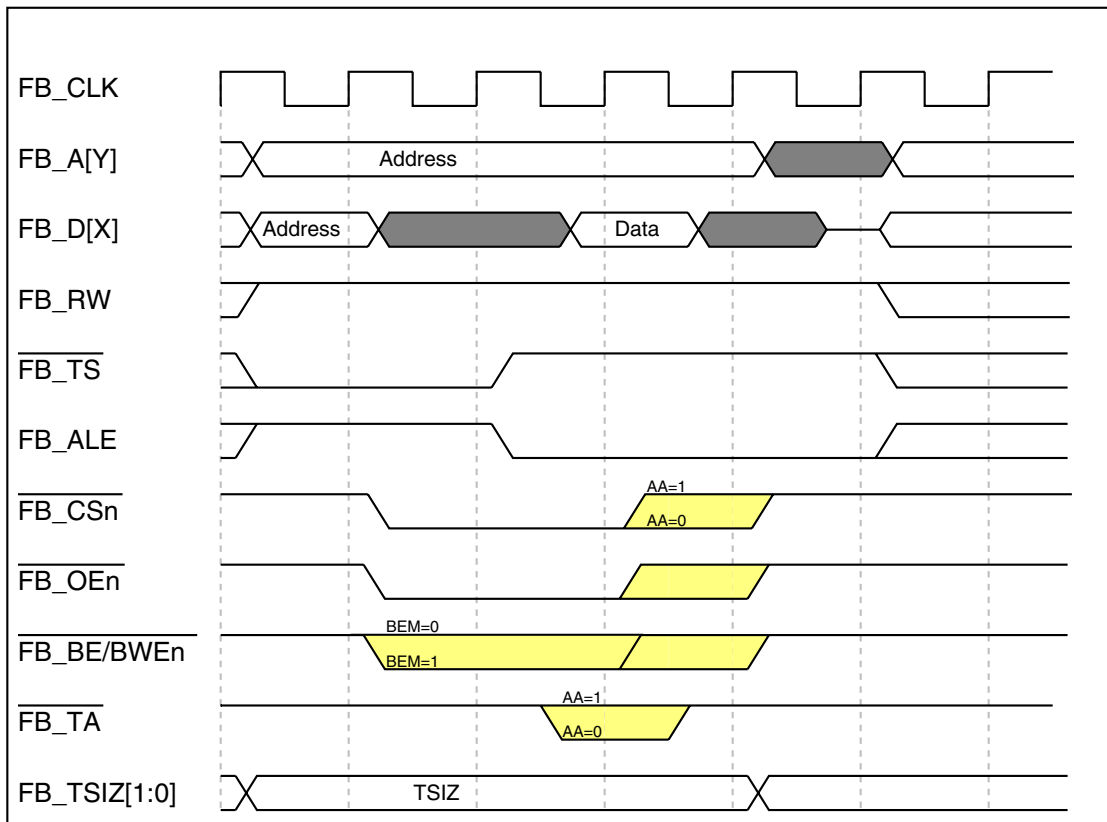 FB_CLK
FB_A[Y] Address
FB_D[X] Address Data
FB_RW
FB_TS
FB_ALE
FB_CSn AA=1
AA=0
FB_OEn
FB_BE/BWEn BEM=0
BEM=1
FB_TA AA=1
AA=0
FB_TSIZ[1:0] TSIZ